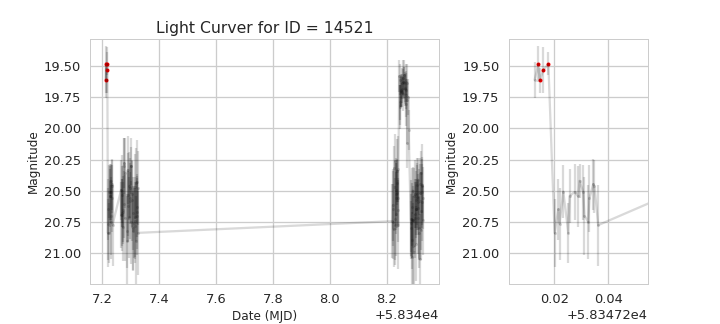 Light Curver for ID = 14521
19.50
19.75
20.00
20.25
20.50
20.75
21.00
Magnitude
7.2 7.4 7.6 7.8 8.0 8.2
Date (MJD)
+5.834e4
19.50
19.75
20.00
20.25
20.50
20.75
21.00
Magnitude
0.02 0.04
+5.83472e4